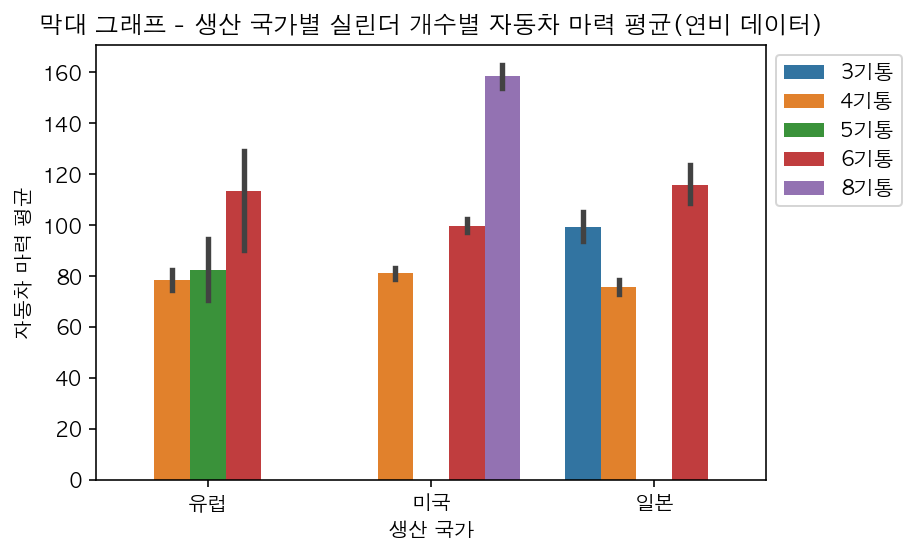 막대 그래프 - 생산 국가별 실린더 개수별 자동차 마력 평균(연비 데이터)
자동차 마력 평균
160
140
120
100
80
60
40
20
0
유럽 미국 일본
생산 국가
3기통
4기통
5기통
6기통
8기통